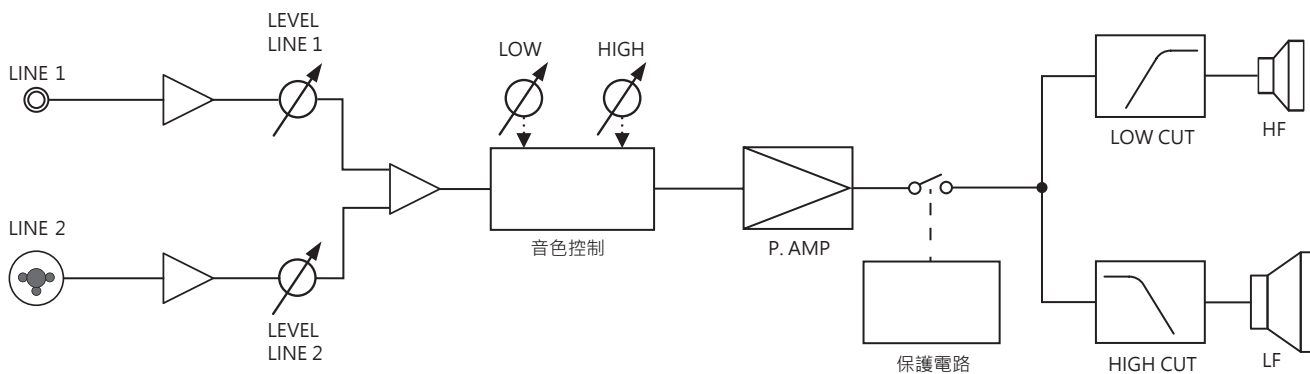 LEVEL
LINE 1
LINE 1
LOW
HIGH
LOW CUT
HF
LINE 2
音色控制
P. AMP
LEVEL
LINE 2
保護電路
HIGH CUT
LF